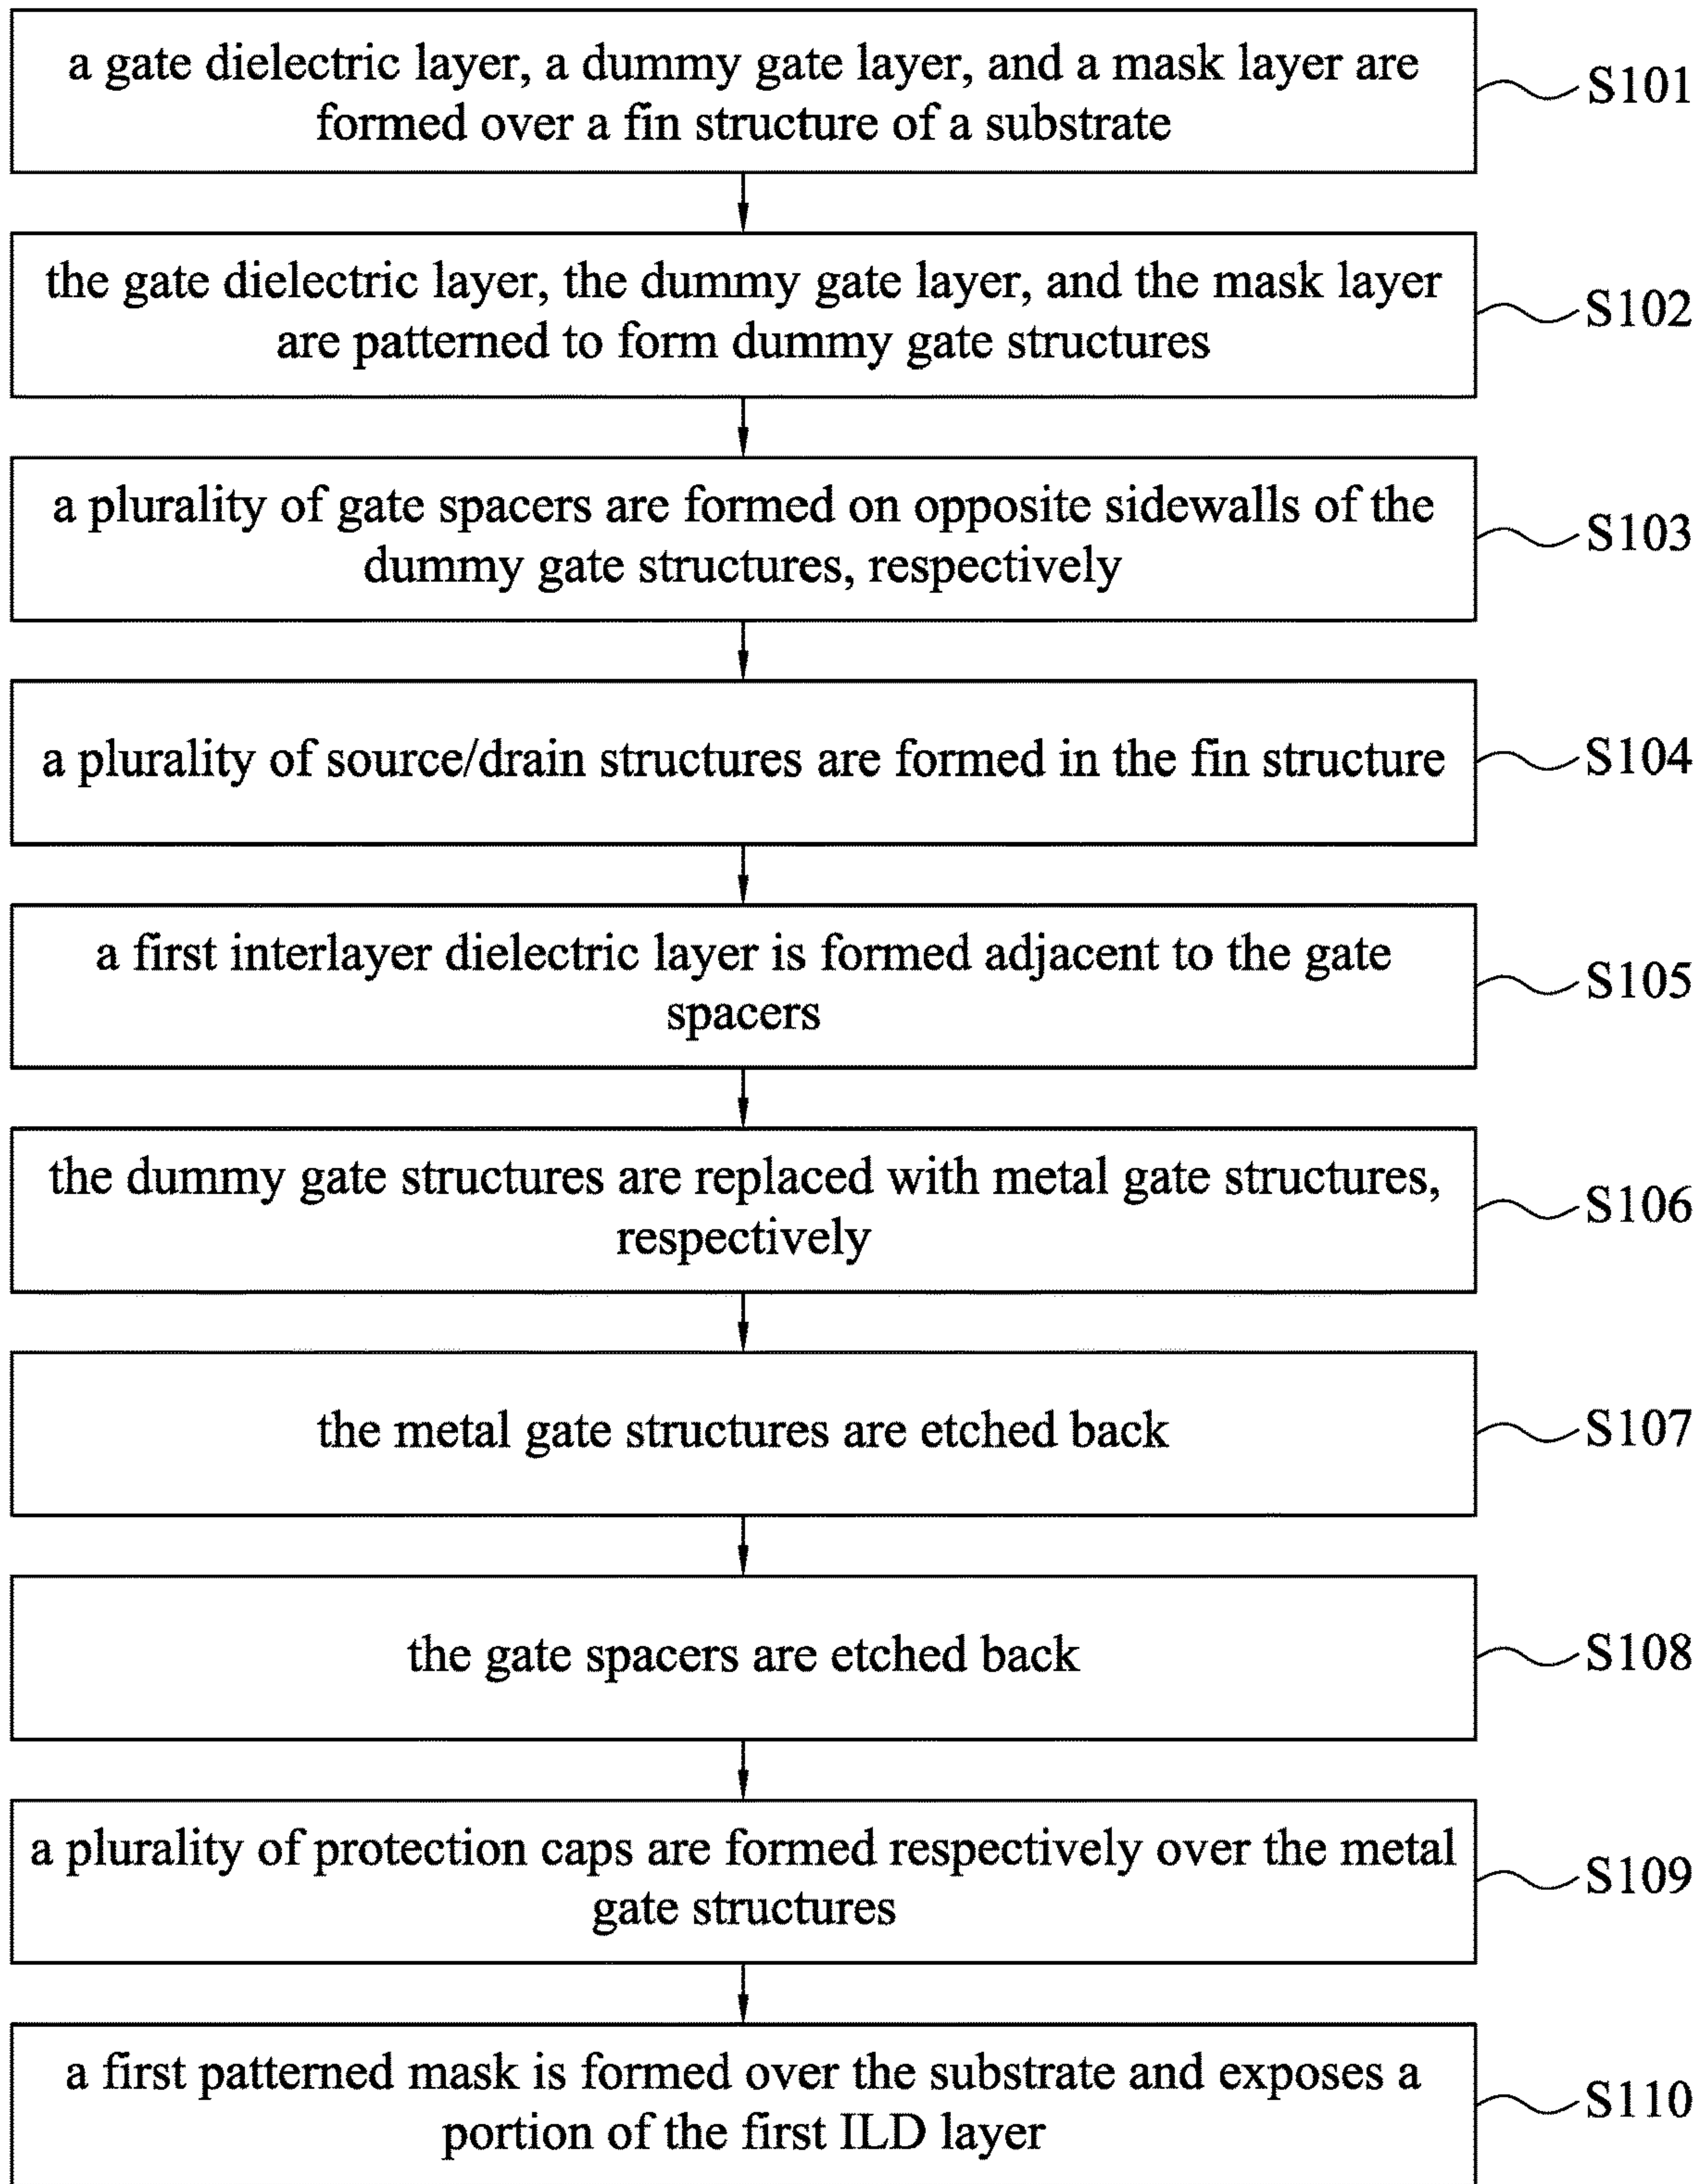 a gate dielectric layer, a dummy gate layer, and a mask layer are
formed over a fin structure of a substrate
S101
the gate dielectric layer, the dummy gate layer, and the mask layer
are patterned to form dummy gate structures
S102
a plurality of gate spacers are formed on opposite sidewalls of the
dummy gate structures, respectively
S103
a plurality of source/drain structures are formed in the fin structure
S104
a first interlayer dielectric layer is formed adjacent to the gate
spacers
S105
the dummy gate structures are replaced with metal gate structures,
respectively
S106
the metal gate structures are etched back
S107
the gate spacers are etched back
S108
a plurality of protection caps are formed respectively over the metal
gate structures
S109
a first patterned mask is formed over the substrate and exposes a
portion of the first ILD layer
S110